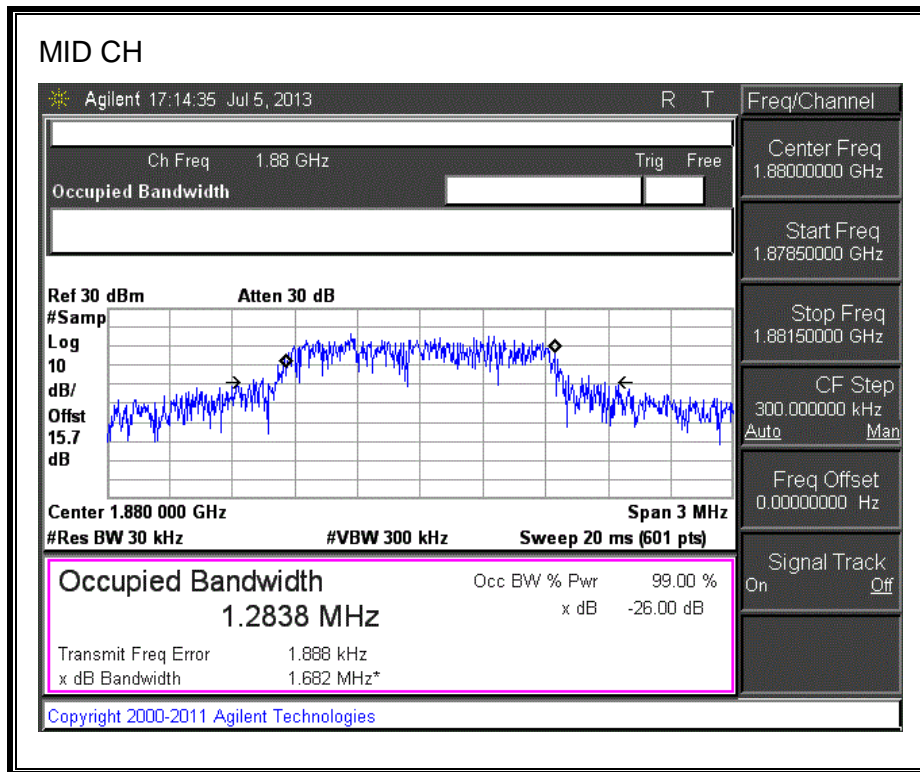 MID CH
Agilent 17:14:35 Jul 5, 2013 R T Freq/Channel
Ch Freq 1.88 GHz Trig Free
Occupied Bandwidth
Center Freq
1.88000000 GHz
Start Freq
1.87850000 GHz
Stop Freq
1.88150000 GHz
CF Step
300.000000 kHz
Auto Man
Freq Offset
0.00000000 Hz
Signal Track
On Off
Ref 30 dBm Atten 30 dB
#Samp
Log
10
dB/
Offst
15.7
dB
Center 1.880 000 GHz Span 3 MHz
#Res BW 30 kHz #VBW 300 kHz Sweep 20 ms (601 pts)
Occupied Bandwidth Occ BW % Pwr 99.00 %
1.2838 MHz x dB -26.00 dB
Transmit Freq Error 1.888 kHz
x dB Bandwidth 1.682 MHz*
Copyright 2000-2011 Agilent Technologies